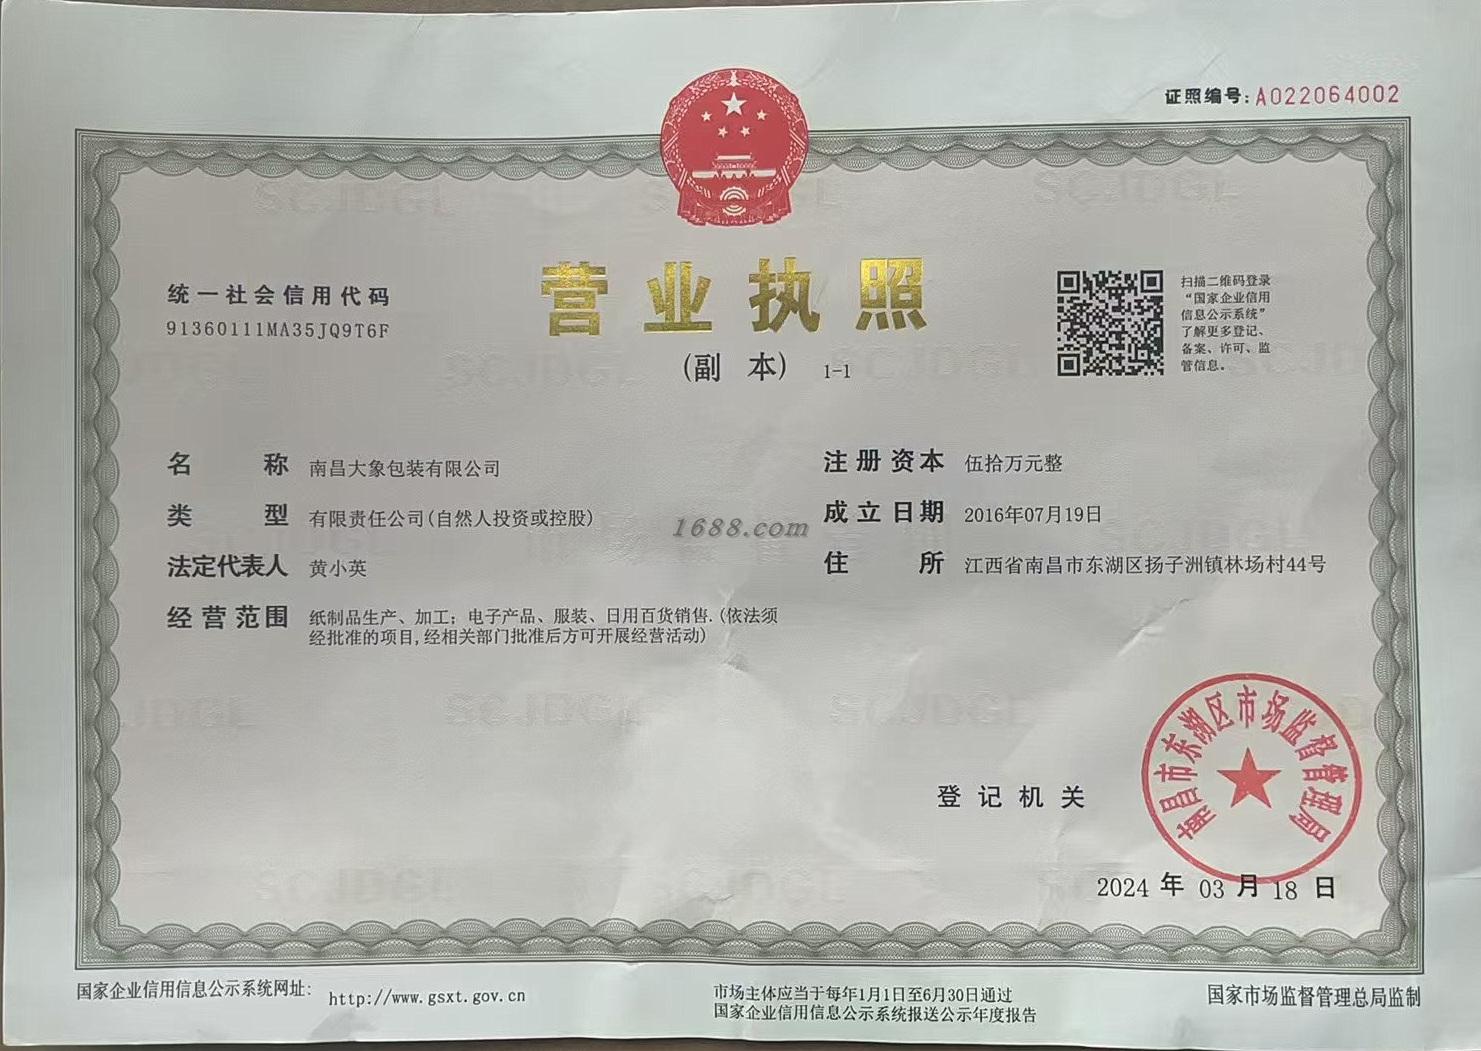 证照编号:A022064002
统一社会信用代码
91360111MA35JQ9T6F
营业执照
(副 本) 1-1
扫描二维码登录
“国家企业信用
信息公示系统”
了解更多登记、
备案、许可、监
管信息。
名 称 南昌大象包装有限公司
类 型 有限责任公司(自然人投资或控股)
法定代表人 黄小英
经营范围 纸制品生产、加工;电子产品、服装、日用百货销售.(依法须
经批准的项目,经相关部门批准后方可开展经营活动)
注册资本 伍拾万元整
成立日期 2016年07月19日
住 所 江西省南昌市东湖区扬子洲镇林场村44号
1688.com
登记机关
南昌市东湖区市场监督管理局
2024 年 03 月 18 日
国家企业信用信息公示系统网址: http://www.gsxt.gov.cn
市场主体应当于每年1月1日至6月30日通过
国家企业信用信息公示系统报送公示年度报告
国家市场监督管理总局监制
SCJDGL